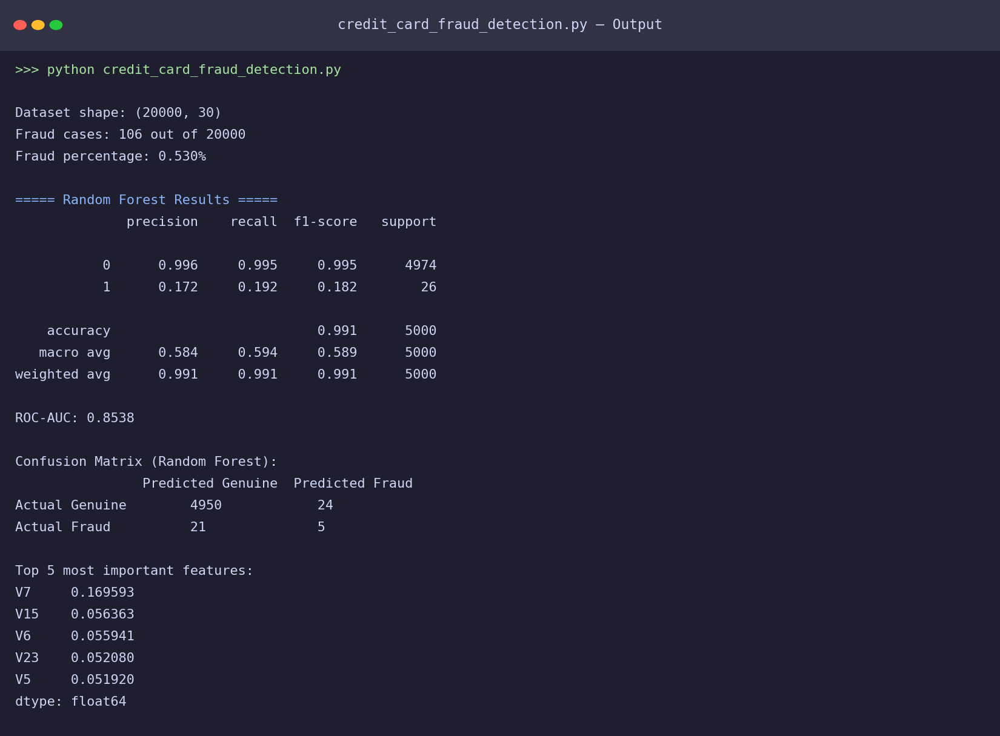 credit_card_fraud_detection.py — Output
>>> python credit_card_fraud_detection.py
Dataset shape: (20000, 30)
Fraud cases: 106 out of 20000
Fraud percentage: 0.530%
===== Random Forest Results =====
              precision    recall  f1-score   support
           0      0.996     0.995     0.995      4974
           1      0.172     0.192     0.182        26
    accuracy                          0.991      5000
   macro avg      0.584     0.594     0.589      5000
weighted avg      0.991     0.991     0.991      5000
ROC-AUC: 0.8538
Confusion Matrix (Random Forest):
                Predicted Genuine  Predicted Fraud
Actual Genuine        4950            24
Actual Fraud          21              5
Top 5 most important features:
V7     0.169593
V15    0.056363
V6     0.055941
V23    0.052080
V5     0.051920
dtype: float64